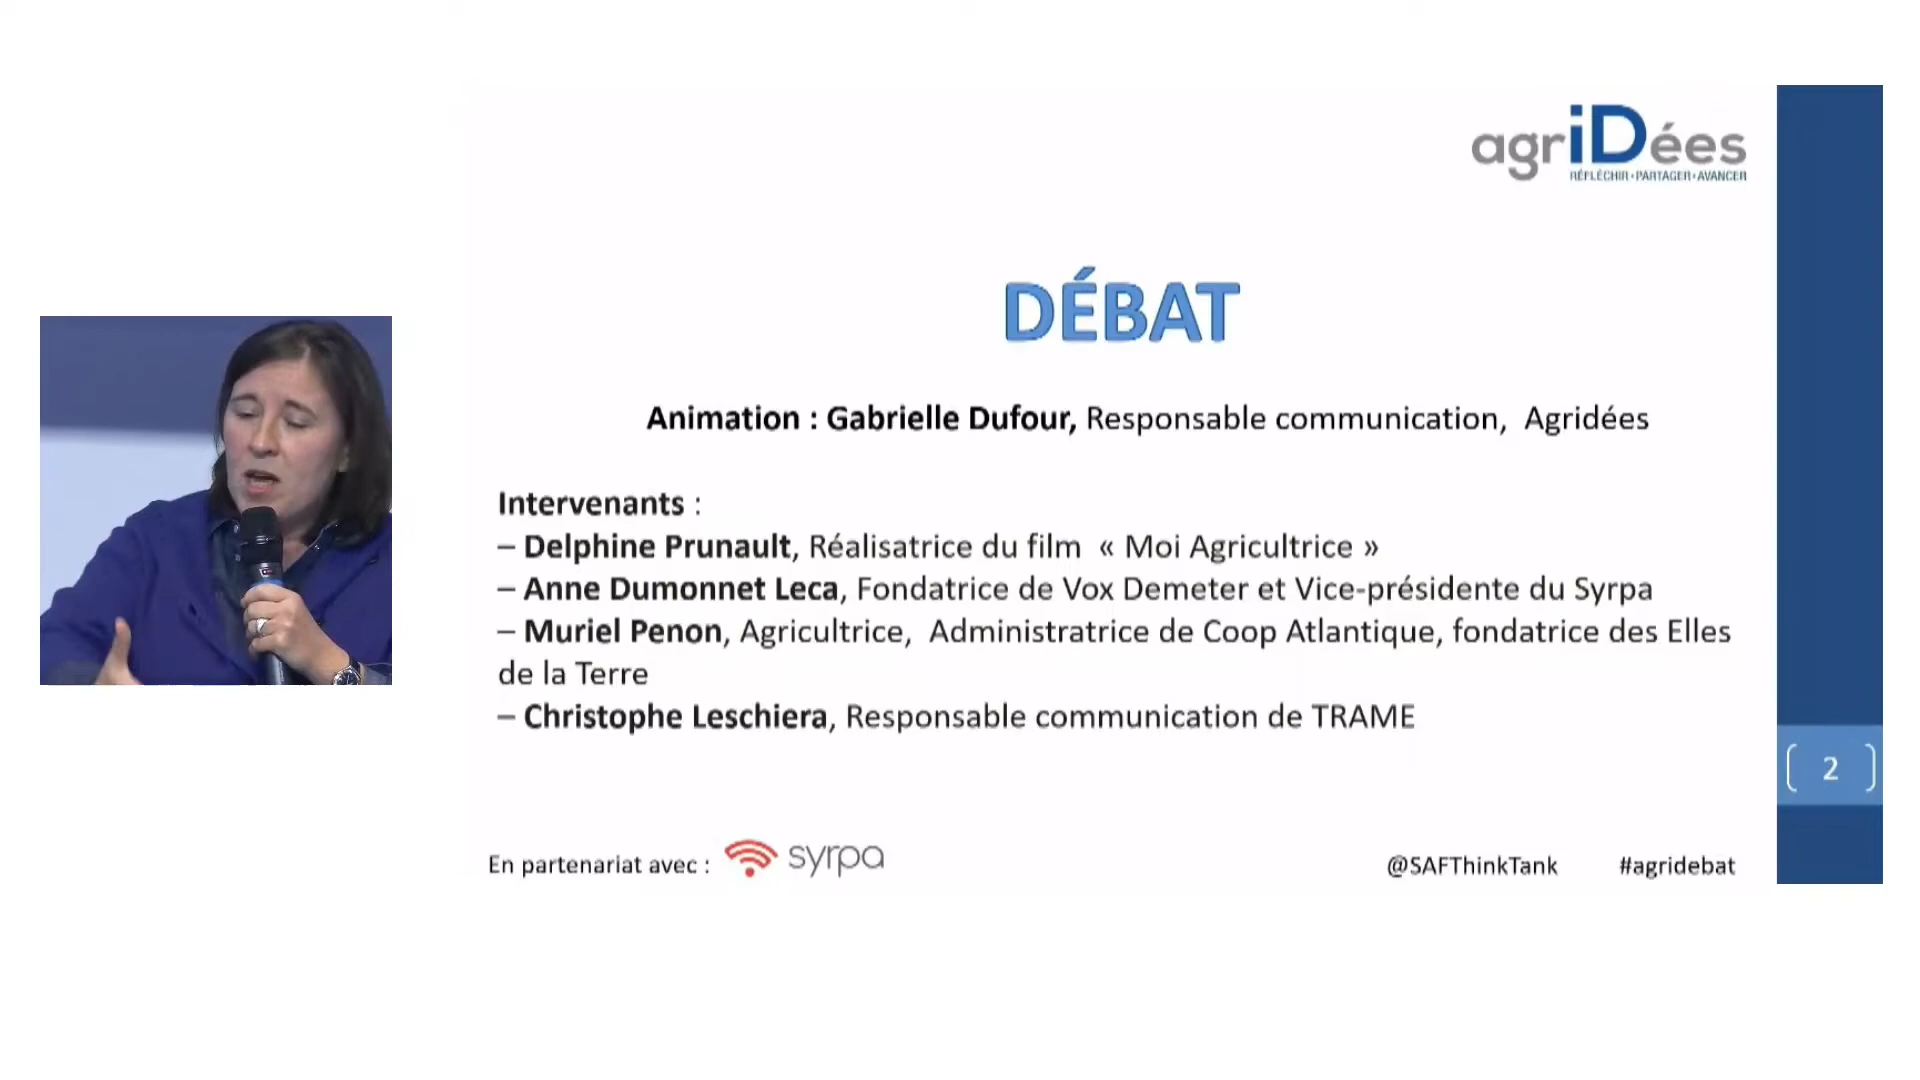 agriDées
RÉFLÉCHIR • PARTAGER • AVANCER
DÉBAT
Animation : Gabrielle Dufour, Responsable communication, Agridées
Intervenants :
– Delphine Prunault, Réalisatrice du film « Moi Agricultrice »
– Anne Dumonnet Leca, Fondatrice de Vox Demeter et Vice-présidente du Syrpa
– Muriel Penon, Agricultrice, Administratrice de Coop Atlantique, fondatrice des Elles
de la Terre
– Christophe Leschiera, Responsable communication de TRAME
2
En partenariat avec : syrpa
@SAFThinkTank #agridebat